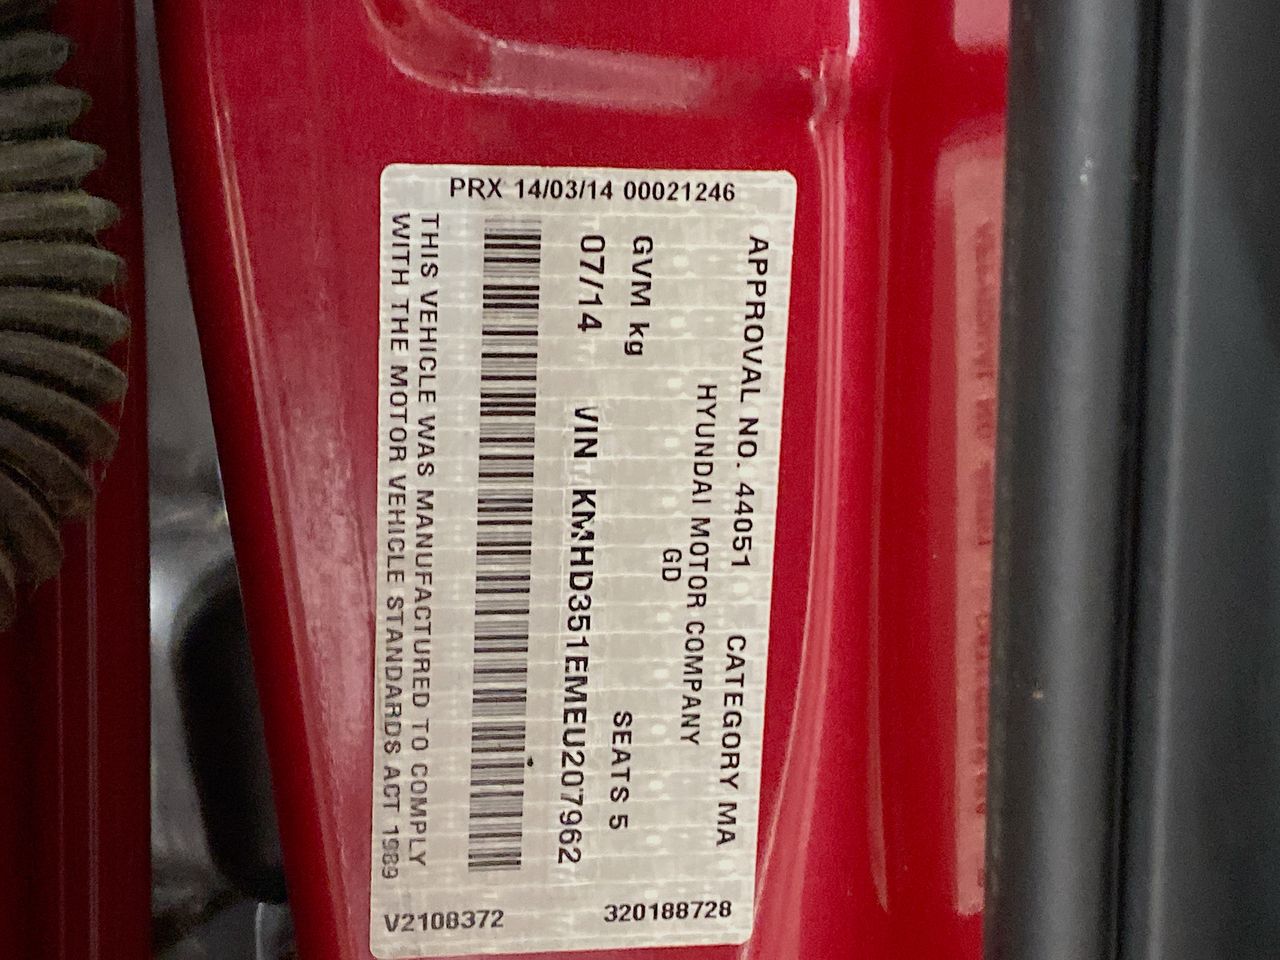 PRX 14/03/14 00021246
APPROVAL NO. 44051 CATEGORY MA
HYUNDAI MOTOR COMPANY
GD
GVM kg SEATS 5
07/14 VIN KMHD351EMEU207962
THIS VEHICLE WAS MANUFACTURED TO COMPLY
WITH THE MOTOR VEHICLE STANDARDS ACT 1989
V2108372 320188728